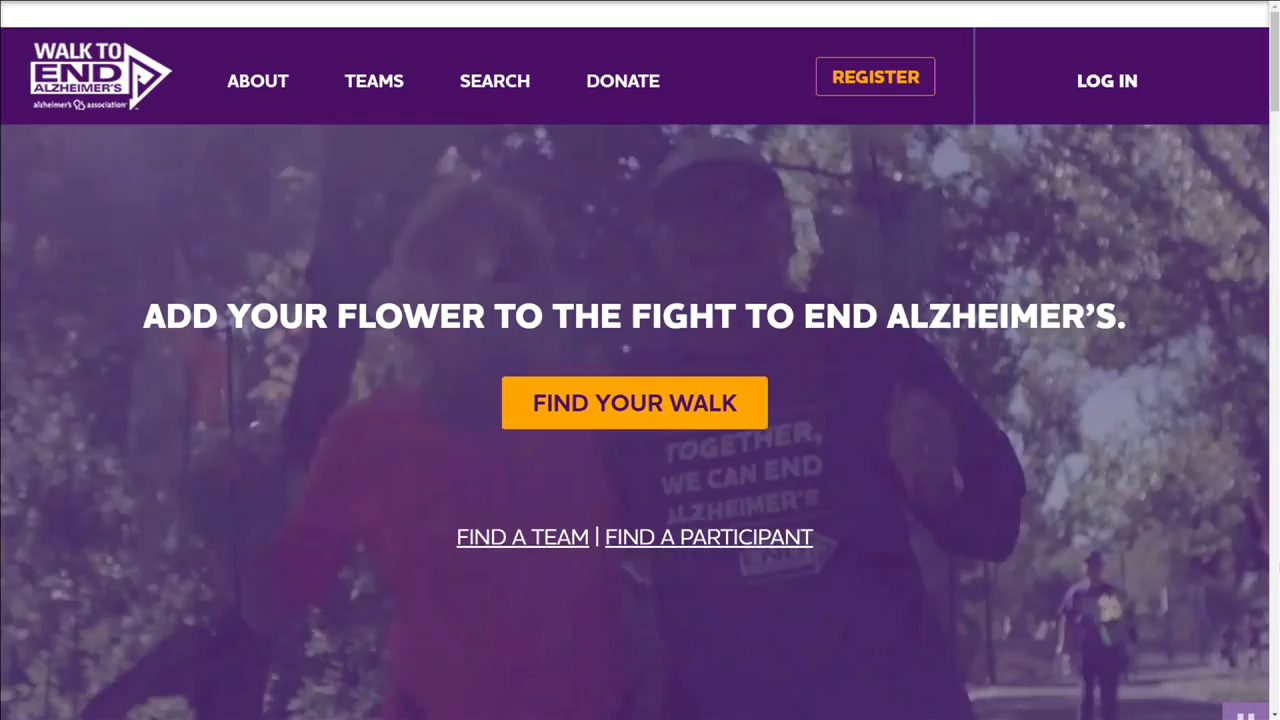 WALK TO
END
ALZHEIMER'S
alzheimer's association
ABOUT
TEAMS
SEARCH
DONATE
REGISTER
LOG IN
ADD YOUR FLOWER TO THE FIGHT TO END ALZHEIMER’S.
FIND YOUR WALK
TOGETHER,
WE CAN END
ALZHEIMER'S
FIND A TEAM | FIND A PARTICIPANT